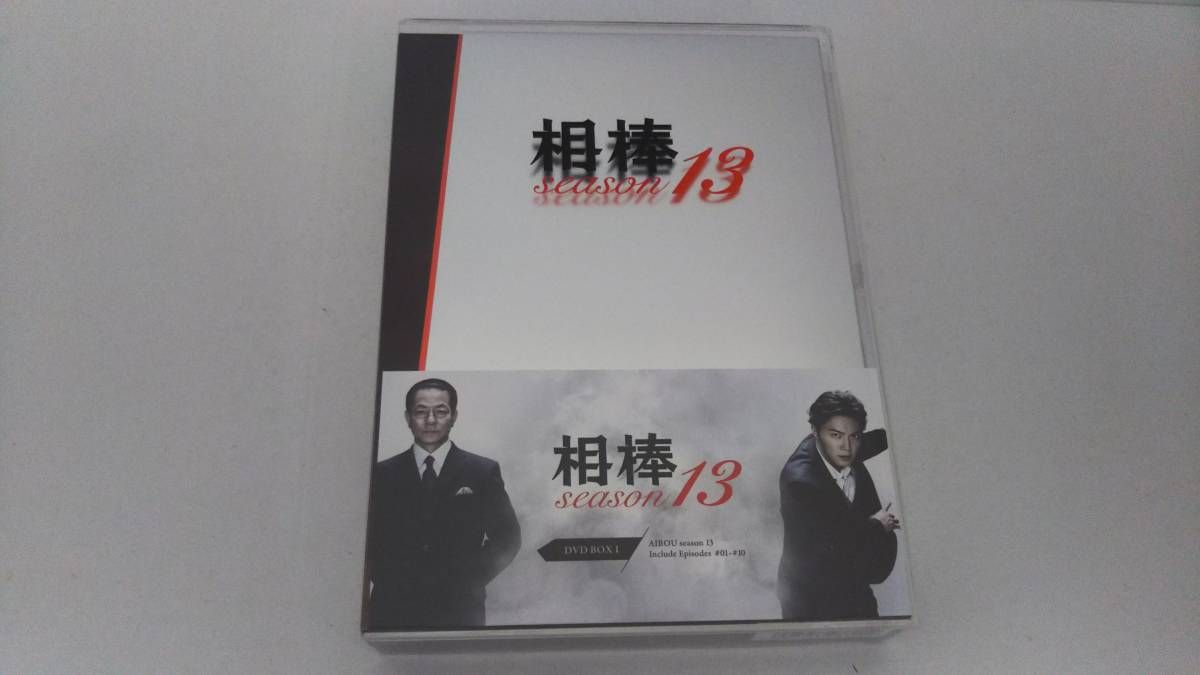 相棒
season 13
相棒
season 13
DVD BOX I
AIBOU season 13
Include Episodes #01-#10